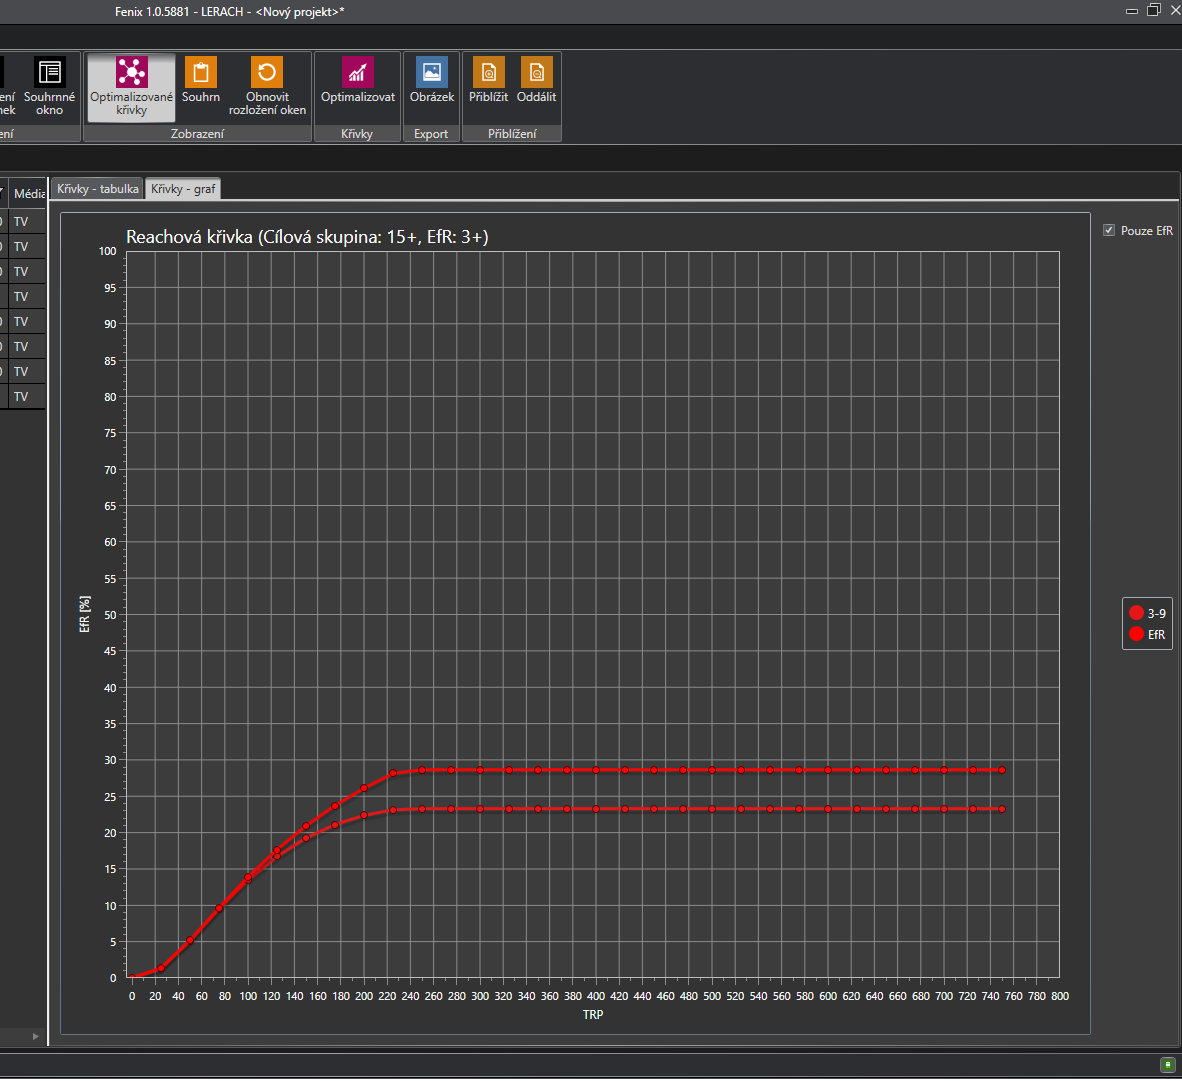 Fenix 1.0.5881 - LERACH - <Nový projekt>*
Souhrnné
okno
Optimalizované
křivky
Souhrn
Obnovit
rozložení oken
Optimalizovat
Obrázek
Přiblížit
Oddálit
Zobrazení
Křivky
Export
Přiblížení
Média
TV
TV
TV
TV
TV
TV
TV
TV
Křivky - tabulka
Křivky - graf
Reachová křivka (Cílová skupina: 15+, EfR: 3+)
Pouze EfR
100
95
90
85
80
75
70
65
60
55
50
45
40
35
30
25
20
15
10
5
0
EfR [%]
3-9
EfR
0 20 40 60 80 100 120 140 160 180 200 220 240 260 280 300 320 340 360 380 400 420 440 460 480 500 520 540 560 580 600 620 640 660 680 700 720 740 760 780 800
TRP